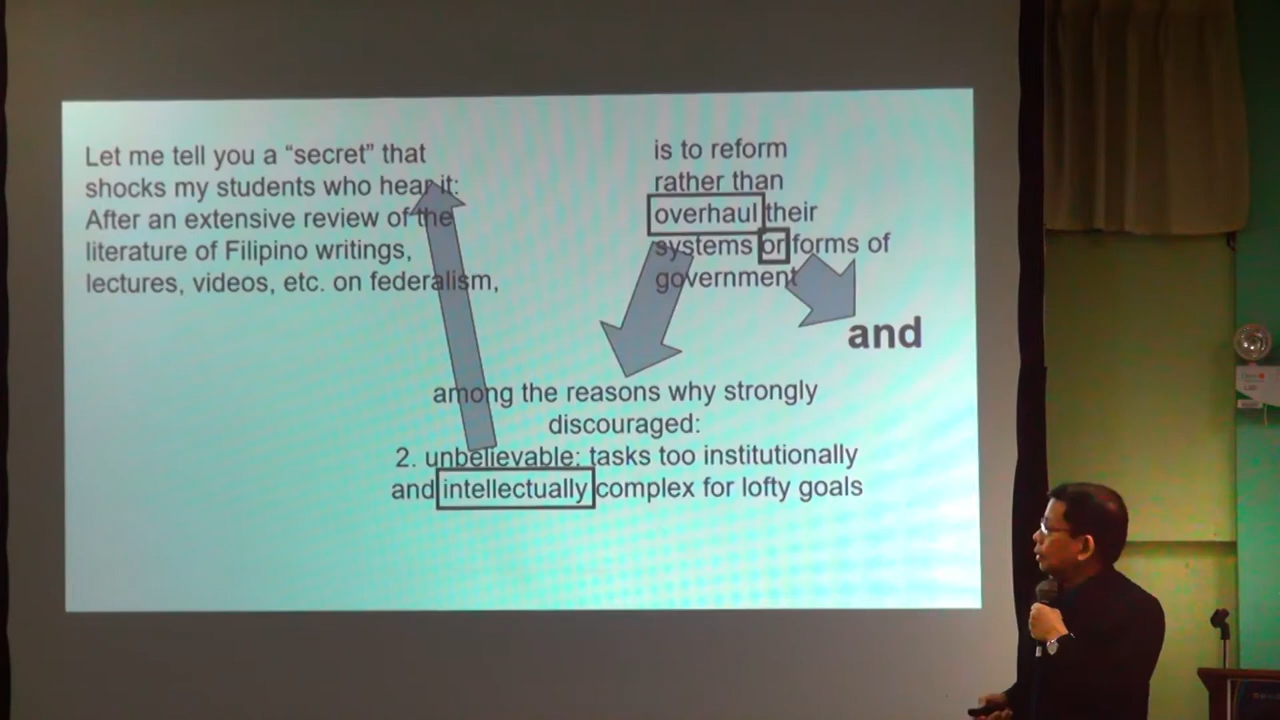 Let me tell you a “secret” that
shocks my students who hear it:
After an extensive review of the
literature of Filipino writings,
lectures, videos, etc. on federalism,
is to reform
rather than
overhaul their
systems or forms of
government
and
among the reasons why strongly
discouraged:
2. unbelievable: tasks too institutionally
and intellectually complex for lofty goals